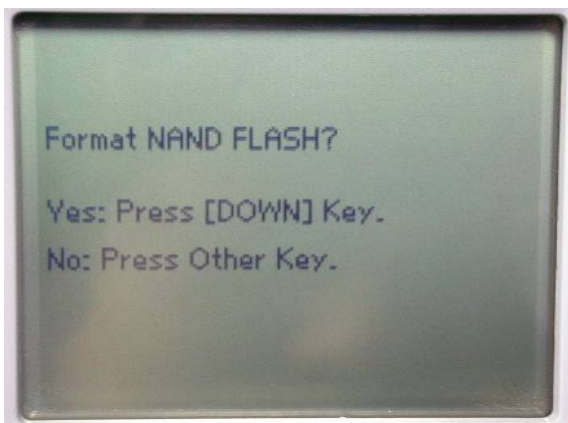 Format NAND FLASH?
Yes: Press [DOWN] Key.
No: Press Other Key.